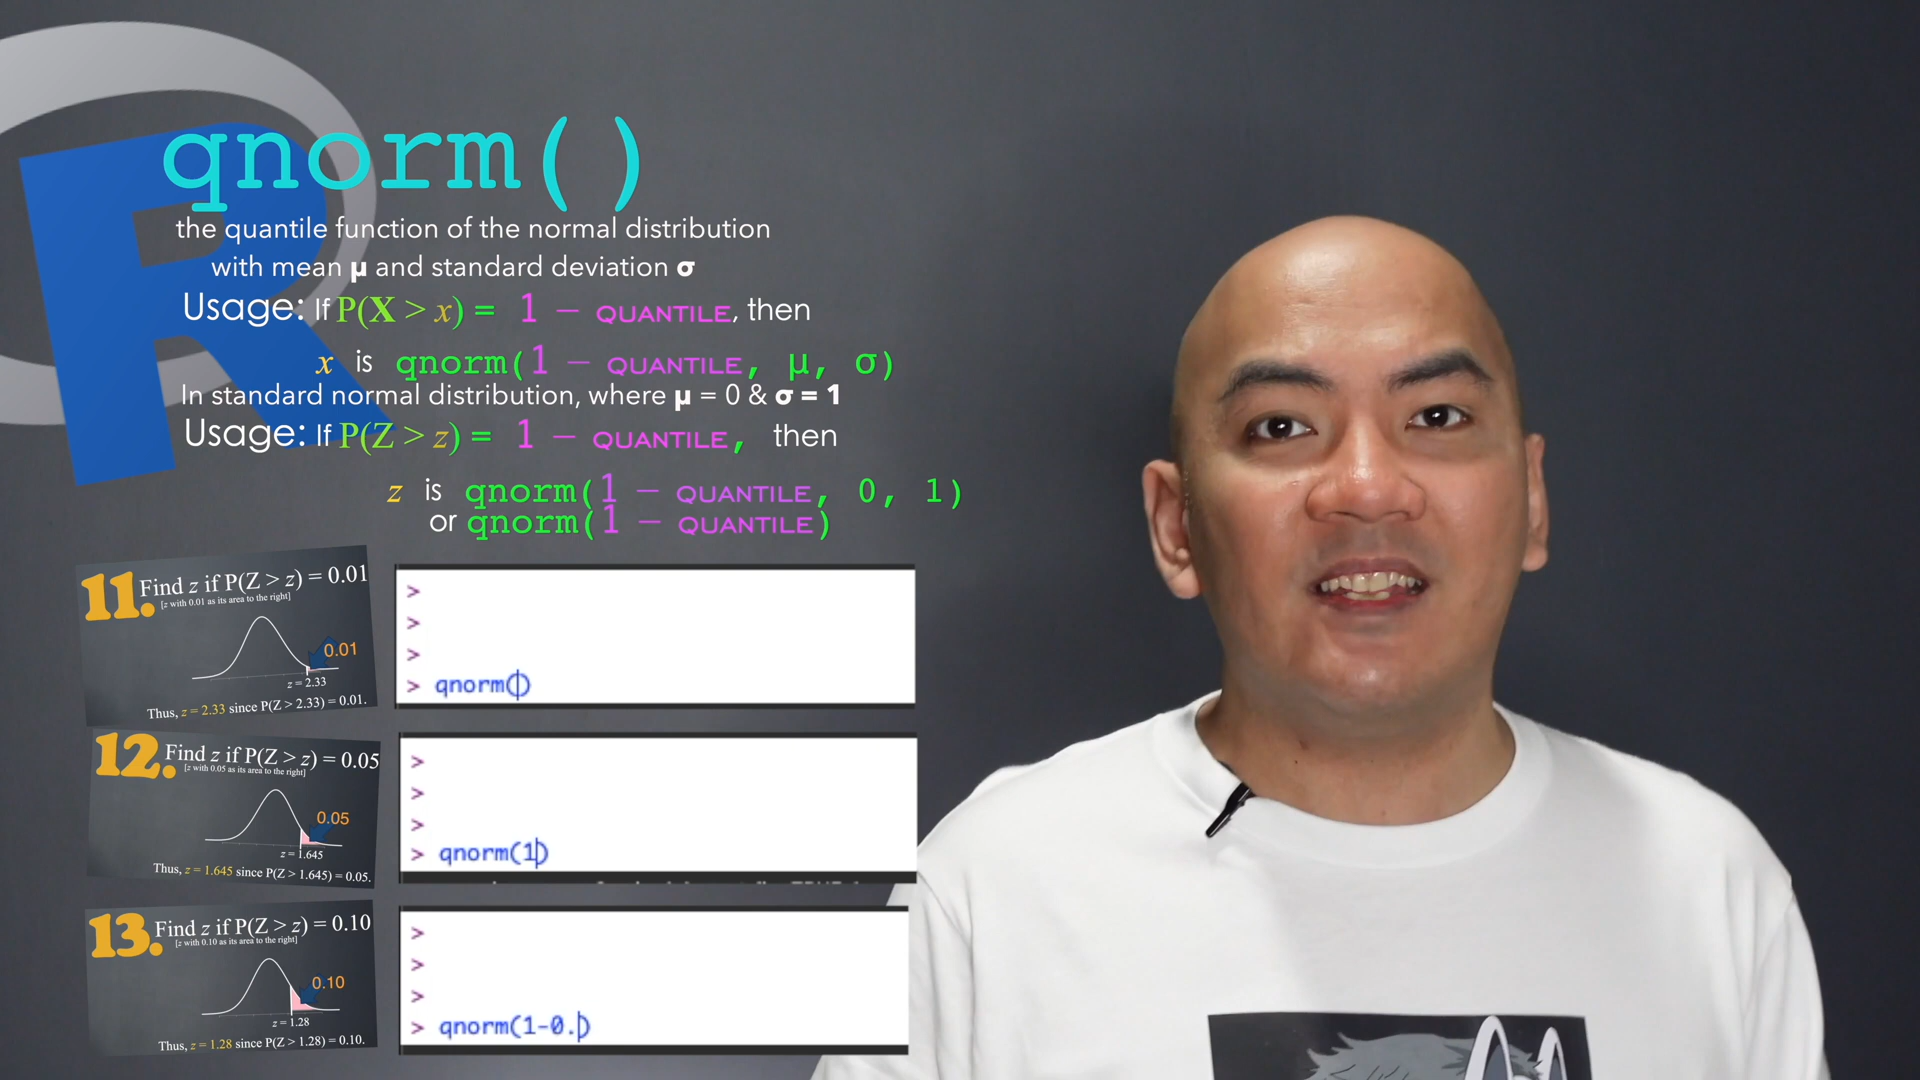 R
qnorm()
the quantile function of the normal distribution
with mean μ and standard deviation σ
Usage: If P(X > x) = 1 − QUANTILE, then
x is qnorm(1 − QUANTILE, μ, σ)
In standard normal distribution, where μ = 0 & σ = 1
Usage: If P(Z > z) = 1 − QUANTILE, then
z is qnorm(1 − QUANTILE, 0, 1)
or qnorm(1 − QUANTILE)
11. Find z if P(Z > z) = 0.01
[z with 0.01 as its area to the right]
0.01
z = 2.33
Thus, z = 2.33 since P(Z > 2.33) = 0.01.
>
>
>
> qnorm()
12. Find z if P(Z > z) = 0.05
[z with 0.05 as its area to the right]
0.05
z = 1.645
Thus, z = 1.645 since P(Z > 1.645) = 0.05.
>
>
>
> qnorm(1)
13. Find z if P(Z > z) = 0.10
[z with 0.10 as its area to the right]
0.10
z = 1.28
Thus, z = 1.28 since P(Z > 1.28) = 0.10.
>
>
>
> qnorm(1-0.)